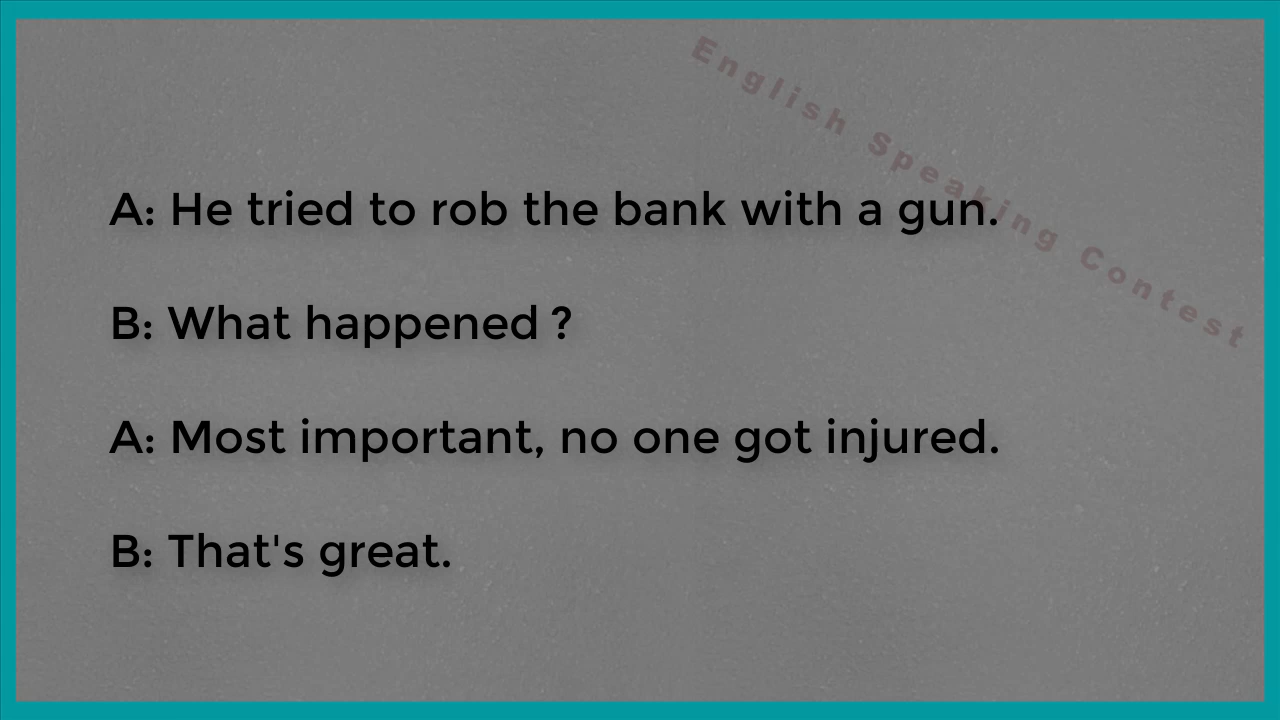 English Speaking Contest
A: He tried to rob the bank with a gun.
B: What happened ?
A: Most important, no one got injured.
B: That's great.